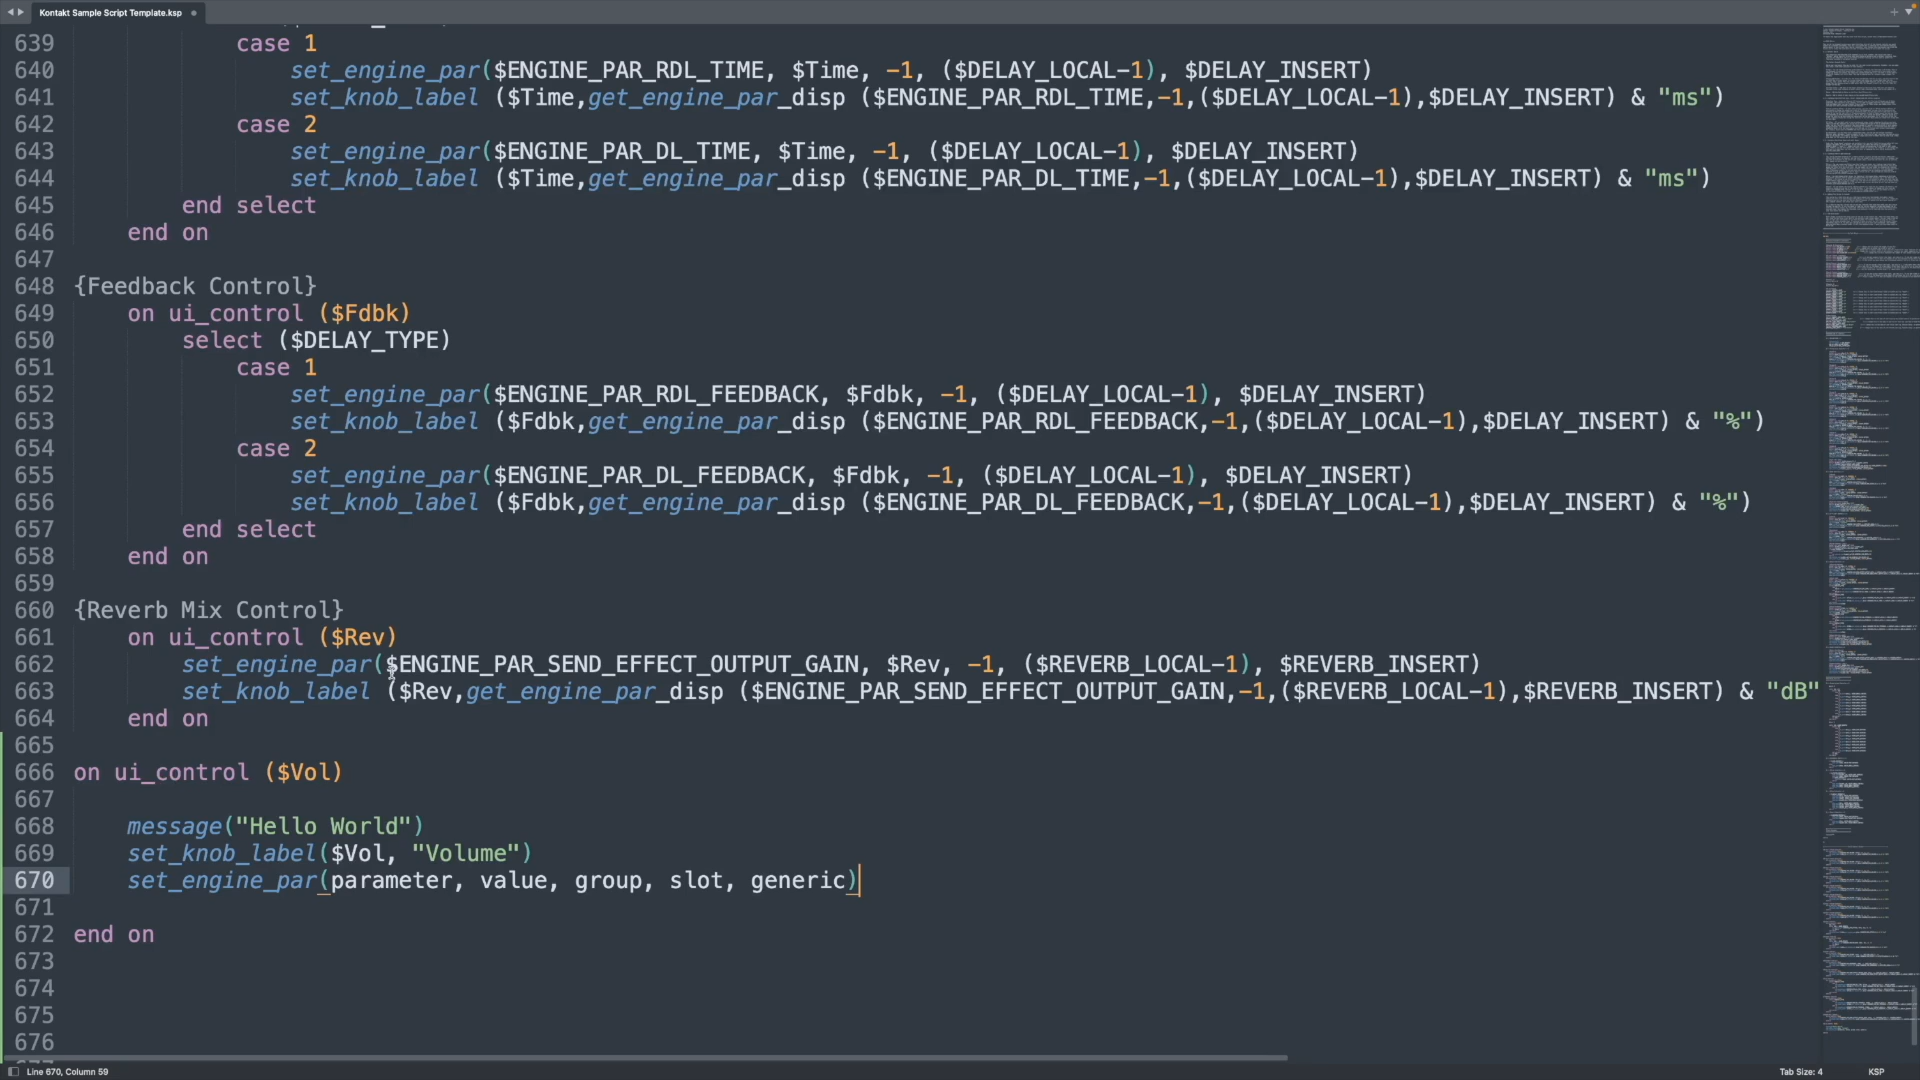 Kontakt Sample Script Template.ksp
639 case 1
640 set_engine_par($ENGINE_PAR_RDL_TIME, $Time, -1, ($DELAY_LOCAL-1), $DELAY_INSERT)
641 set_knob_label ($Time,get_engine_par_disp ($ENGINE_PAR_RDL_TIME,-1,($DELAY_LOCAL-1),$DELAY_INSERT) & "ms")
642 case 2
643 set_engine_par($ENGINE_PAR_DL_TIME, $Time, -1, ($DELAY_LOCAL-1), $DELAY_INSERT)
644 set_knob_label ($Time,get_engine_par_disp ($ENGINE_PAR_DL_TIME,-1,($DELAY_LOCAL-1),$DELAY_INSERT) & "ms")
645 end select
646 end on
647
648 {Feedback Control}
649 on ui_control ($Fdbk)
650 select ($DELAY_TYPE)
651 case 1
652 set_engine_par($ENGINE_PAR_RDL_FEEDBACK, $Fdbk, -1, ($DELAY_LOCAL-1), $DELAY_INSERT)
653 set_knob_label ($Fdbk,get_engine_par_disp ($ENGINE_PAR_RDL_FEEDBACK,-1,($DELAY_LOCAL-1),$DELAY_INSERT) & "%")
654 case 2
655 set_engine_par($ENGINE_PAR_DL_FEEDBACK, $Fdbk, -1, ($DELAY_LOCAL-1), $DELAY_INSERT)
656 set_knob_label ($Fdbk,get_engine_par_disp ($ENGINE_PAR_DL_FEEDBACK,-1,($DELAY_LOCAL-1),$DELAY_INSERT) & "%")
657 end select
658 end on
659
660 {Reverb Mix Control}
661 on ui_control ($Rev)
662 set_engine_par($ENGINE_PAR_SEND_EFFECT_OUTPUT_GAIN, $Rev, -1, ($REVERB_LOCAL-1), $REVERB_INSERT)
663 set_knob_label ($Rev,get_engine_par_disp ($ENGINE_PAR_SEND_EFFECT_OUTPUT_GAIN,-1,($REVERB_LOCAL-1),$REVERB_INSERT) & "dB"
664 end on
665
666 on ui_control ($Vol)
667
668 message("Hello World")
669 set_knob_label($Vol, "Volume")
670 set_engine_par(parameter, value, group, slot, generic)
671
672 end on
673
674
675
676
Line 670, Column 59
Tab Size: 4
KSP